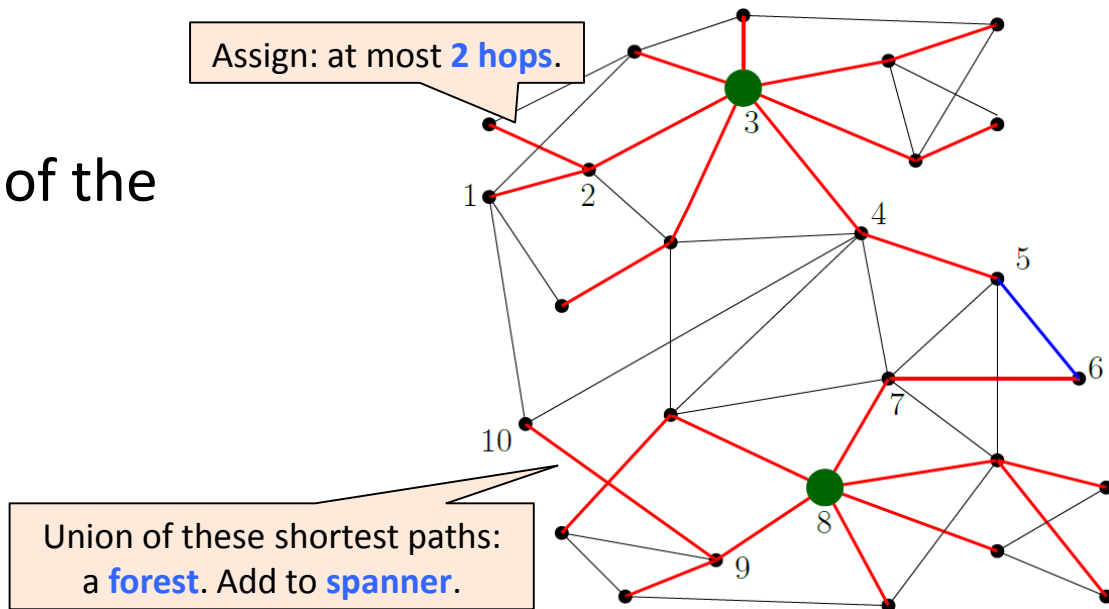 Assign: at most 2 hops.
3
of the
1
2
4
5
6
7
10
8
Union of these shortest paths:
a forest. Add to spanner.
9